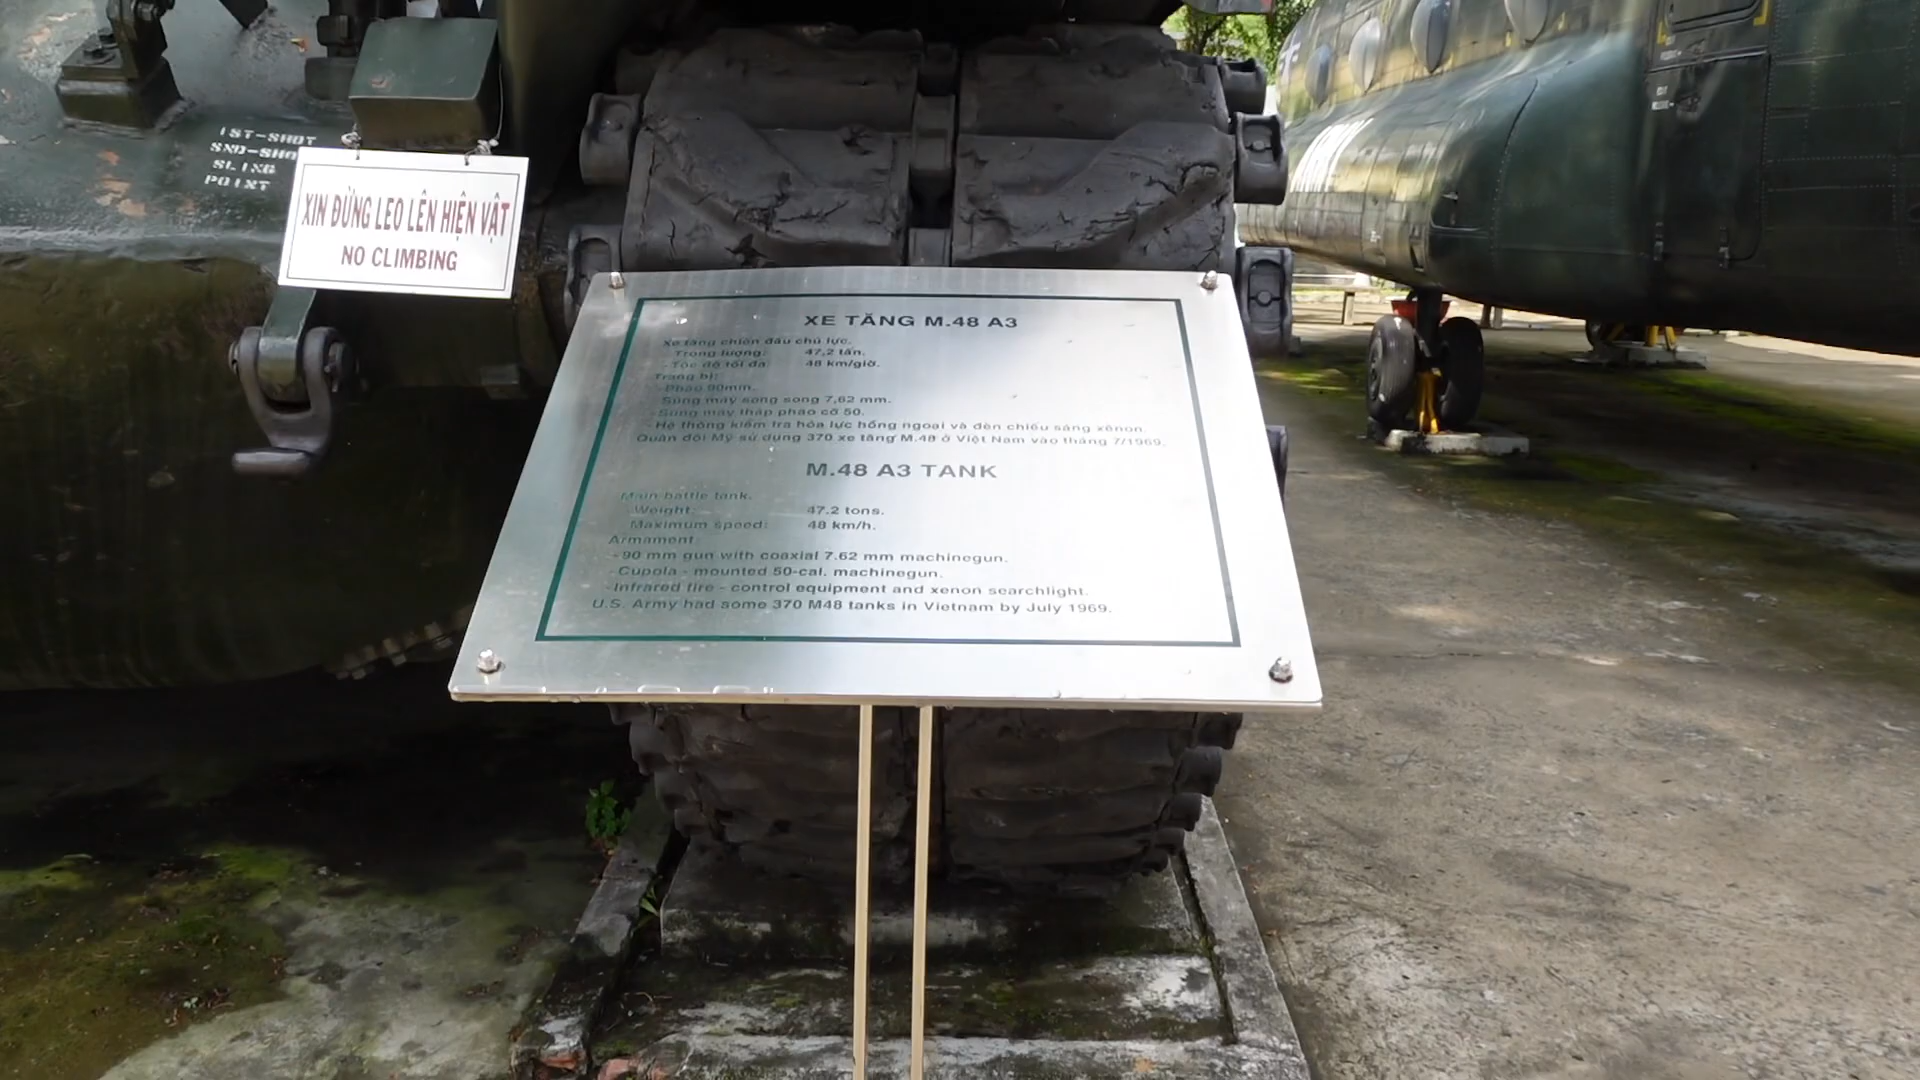 1ST-SHOT
SLING
POINT
XIN ĐỪNG LEO LÊN HIỆN VẬT
NO CLIMBING
XE TĂNG M.48 A3
Xe tăng chiến đấu chủ lực.
- Trọng lượng: 47,2 tấn.
- Tốc độ tối đa: 48 km/giờ.
Trang bị:
- Pháo 90mm.
- Súng máy song song 7,62 mm.
- Súng máy tháp pháo cỡ 50.
- Hệ thống kiểm tra hỏa lực hồng ngoại và đèn chiếu sáng xênon.
Quân đội Mỹ sử dụng 370 xe tăng M.48 ở Việt Nam vào tháng 7/1969.
M.48 A3 TANK
Main battle tank.
- Weight: 47.2 tons.
- Maximum speed: 48 km/h.
Armament:
- 90 mm gun with coaxial 7.62 mm machinegun.
- Cupola - mounted 50-cal. machinegun.
- Infrared fire - control equipment and xenon searchlight.
U.S. Army had some 370 M48 tanks in Vietnam by July 1969.